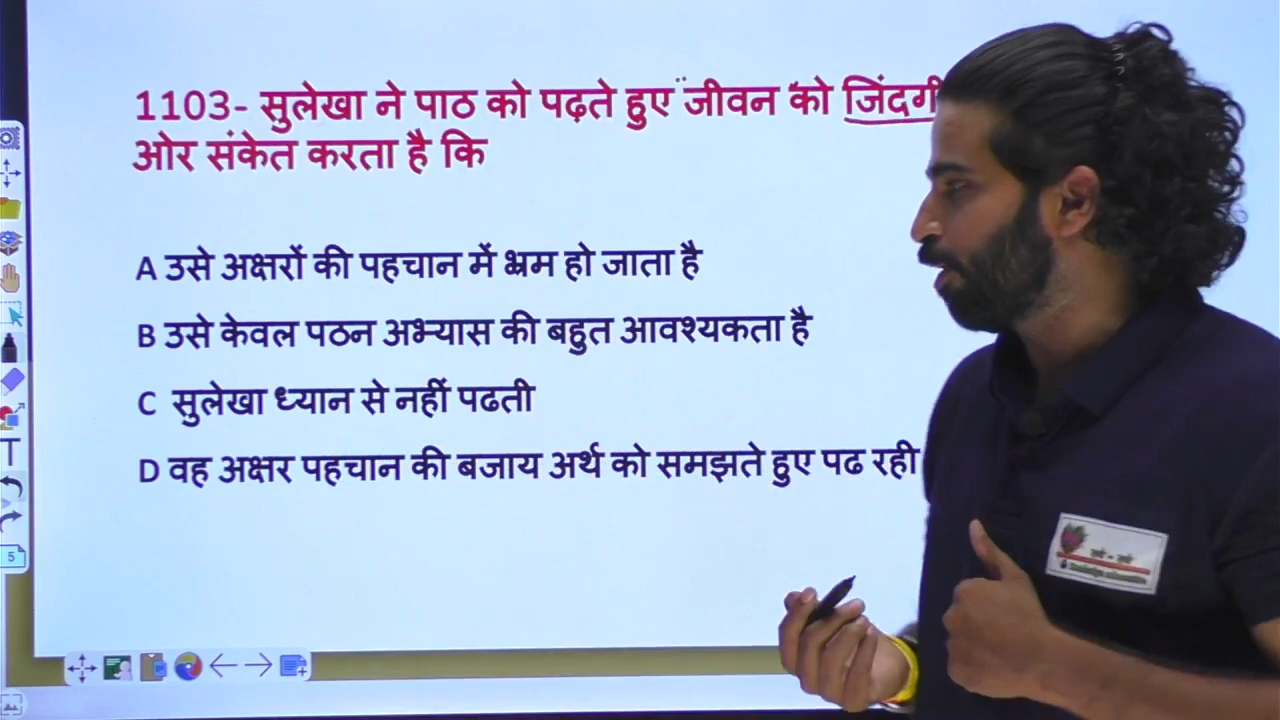 1103- सुलेखा ने पाठ को पढ़ते हुए ¨जीवन ̈को जिंदगी
ओर संकेत करता है कि
A उसे अक्षरों की पहचान में भ्रम हो जाता है
B उसे केवल पठन अभ्यास की बहुत आवश्यकता है
C सुलेखा ध्यान से नहीं पढती
D वह अक्षर पहचान की बजाय अर्थ को समझते हुए पढ रही
5